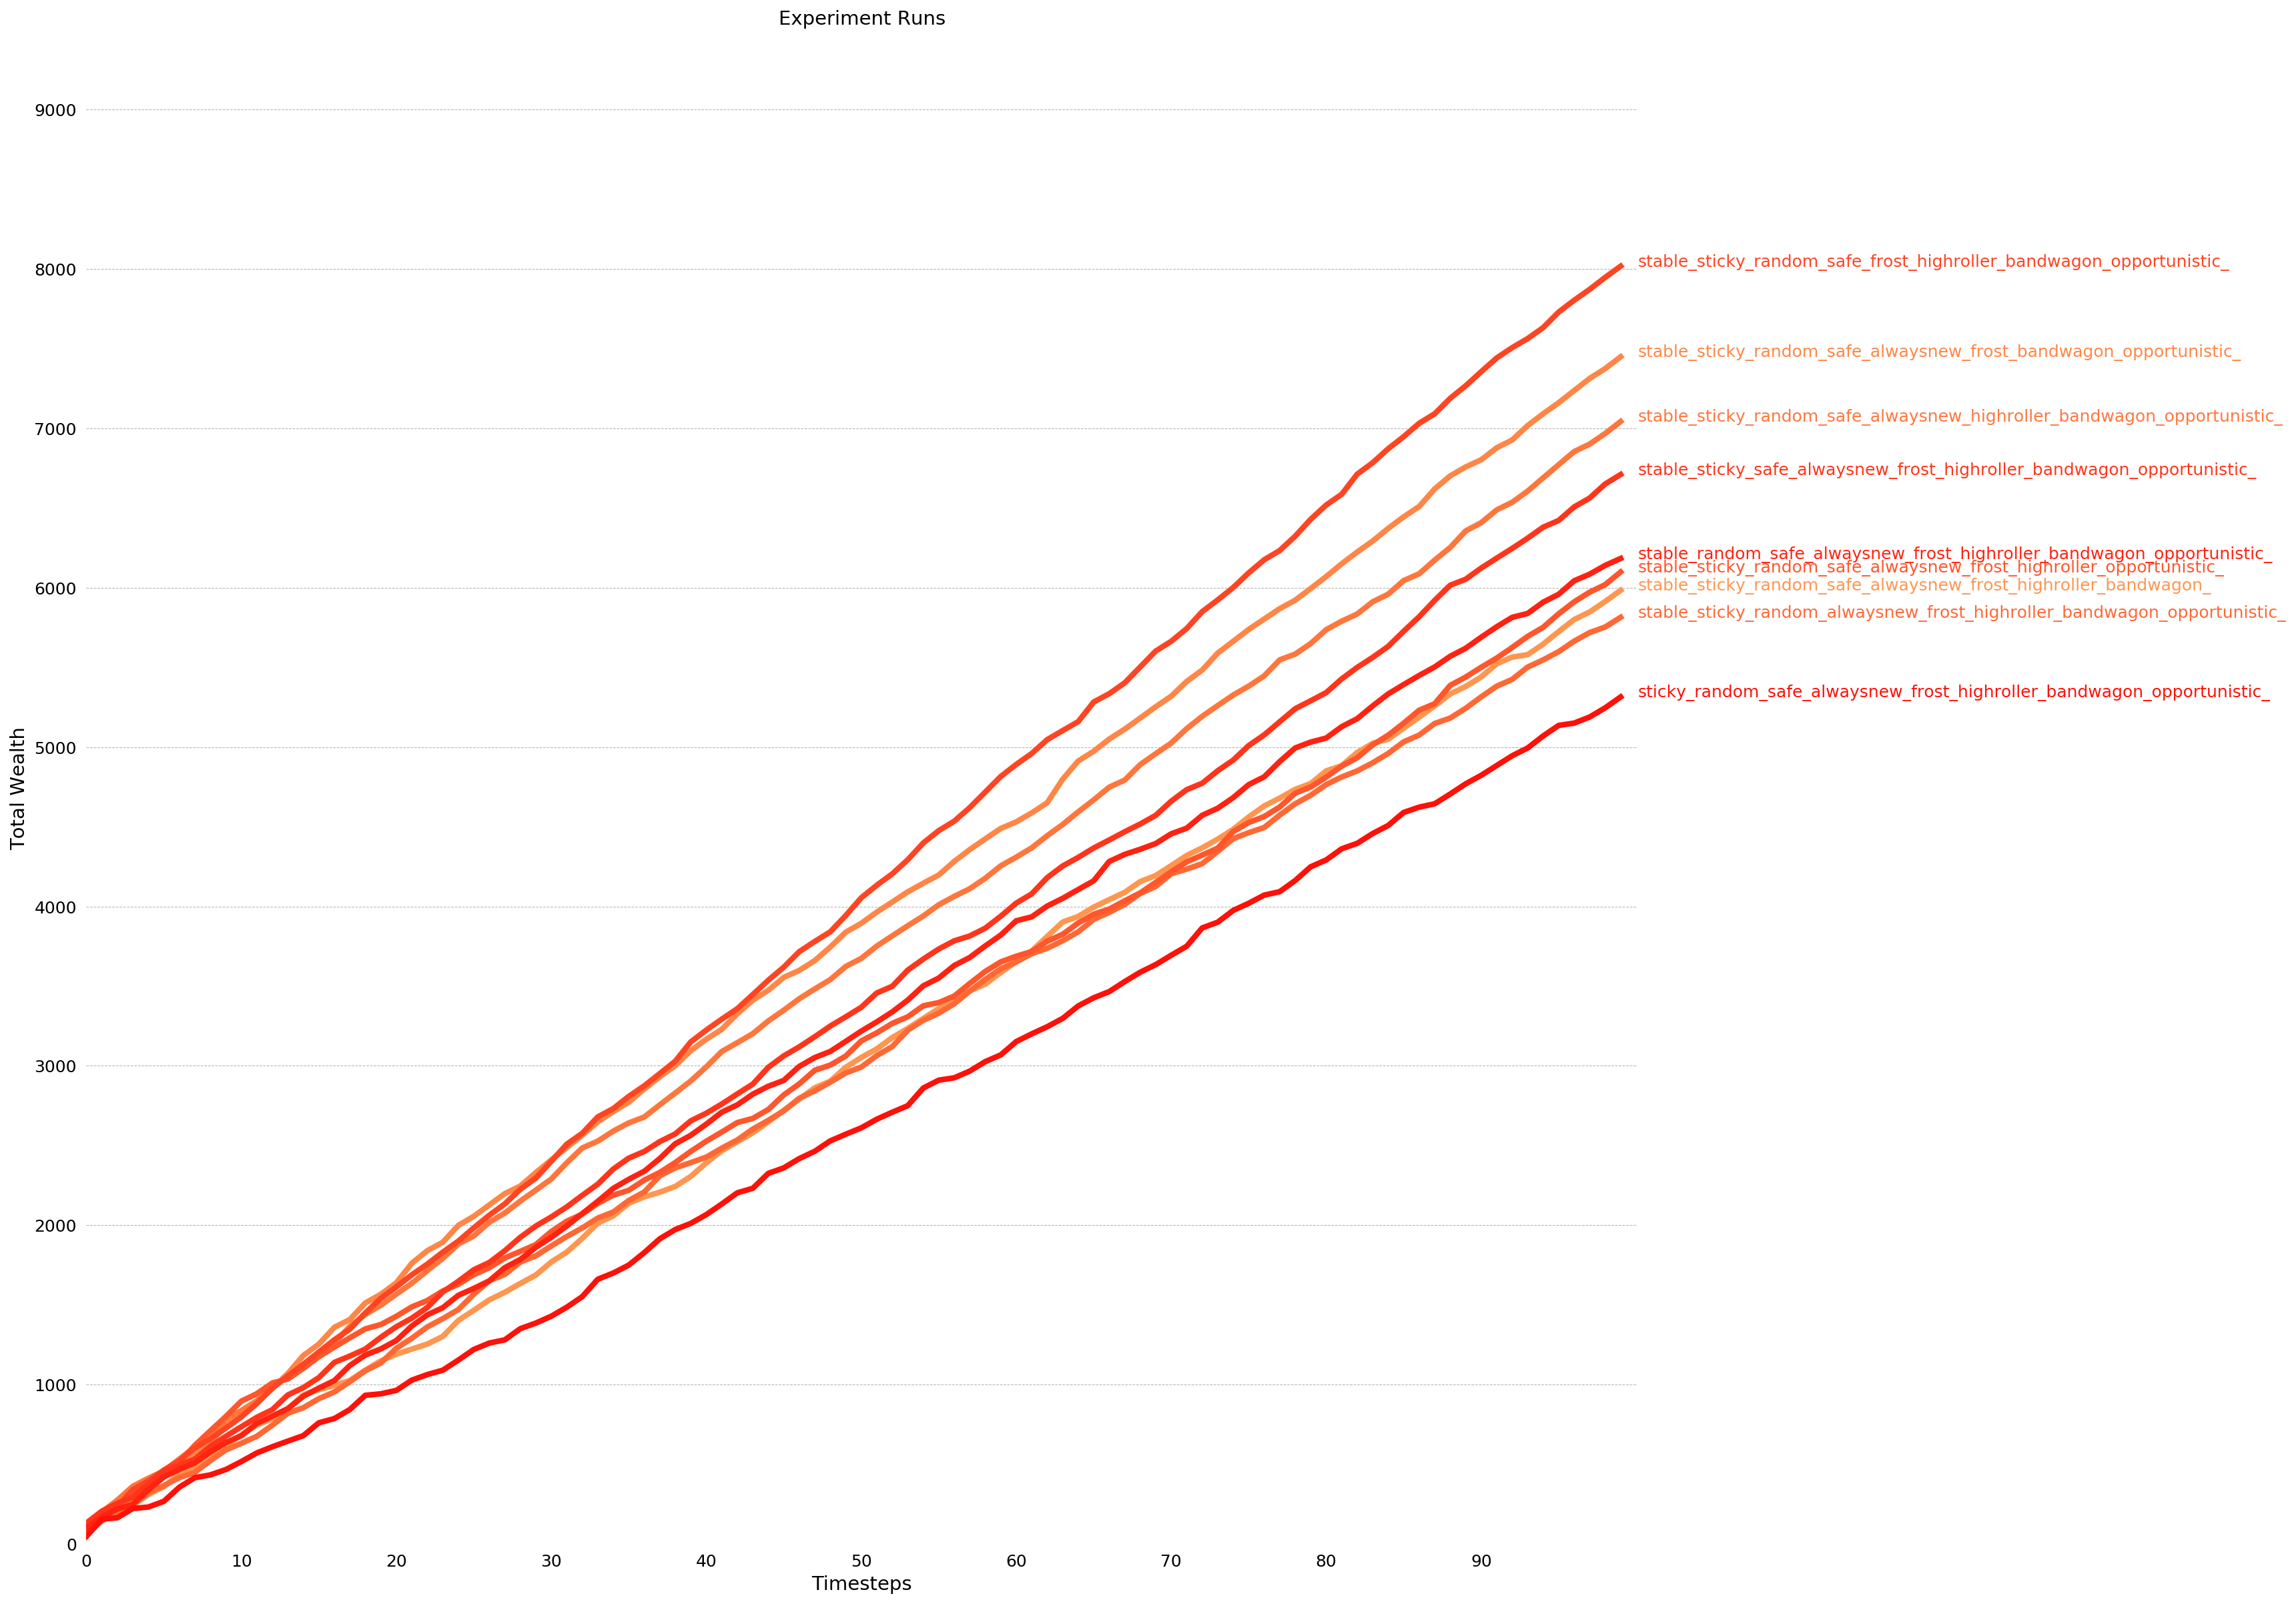 Experiment Runs
9000
8000
7000
6000
5000
4000
3000
2000
1000
0
Total Wealth
stable_sticky_random_safe_frost_highroller_bandwagon_opportunistic_
stable_sticky_random_safe_alwaysnew_frost_bandwagon_opportunistic_
stable_sticky_random_safe_alwaysnew_highroller_bandwagon_opportunistic_
stable_sticky_safe_alwaysnew_frost_highroller_bandwagon_opportunistic_
stable_random_safe_alwaysnew_frost_highroller_bandwagon_opportunistic_
stable_sticky_random_safe_alwaysnew_frost_highroller_opportunistic_
stable_sticky_random_safe_alwaysnew_frost_highroller_bandwagon_
stable_sticky_random_alwaysnew_frost_highroller_bandwagon_opportunistic_
sticky_random_safe_alwaysnew_frost_highroller_bandwagon_opportunistic_
0 10 20 30 40 50 60 70 80 90
Timesteps